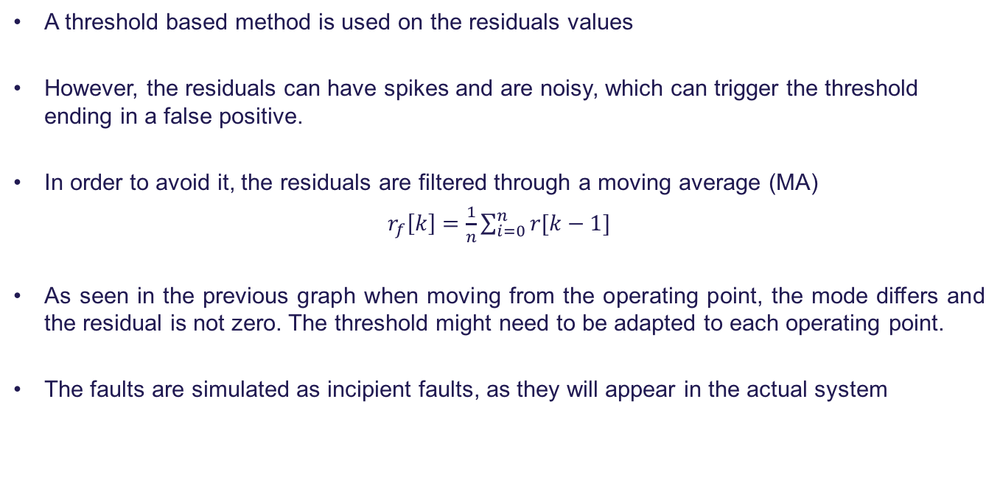 • A threshold based method is used on the residuals values
• However, the residuals can have spikes and are noisy, which can trigger the threshold
ending in a false positive.
• In order to avoid it, the residuals are filtered through a moving average (MA)
r_f[k] = \frac{1}{n} \sum_{i=0}^{n} r[k − 1]
• As seen in the previous graph when moving from the operating point, the mode differs and
the residual is not zero. The threshold might need to be adapted to each operating point.
• The faults are simulated as incipient faults, as they will appear in the actual system